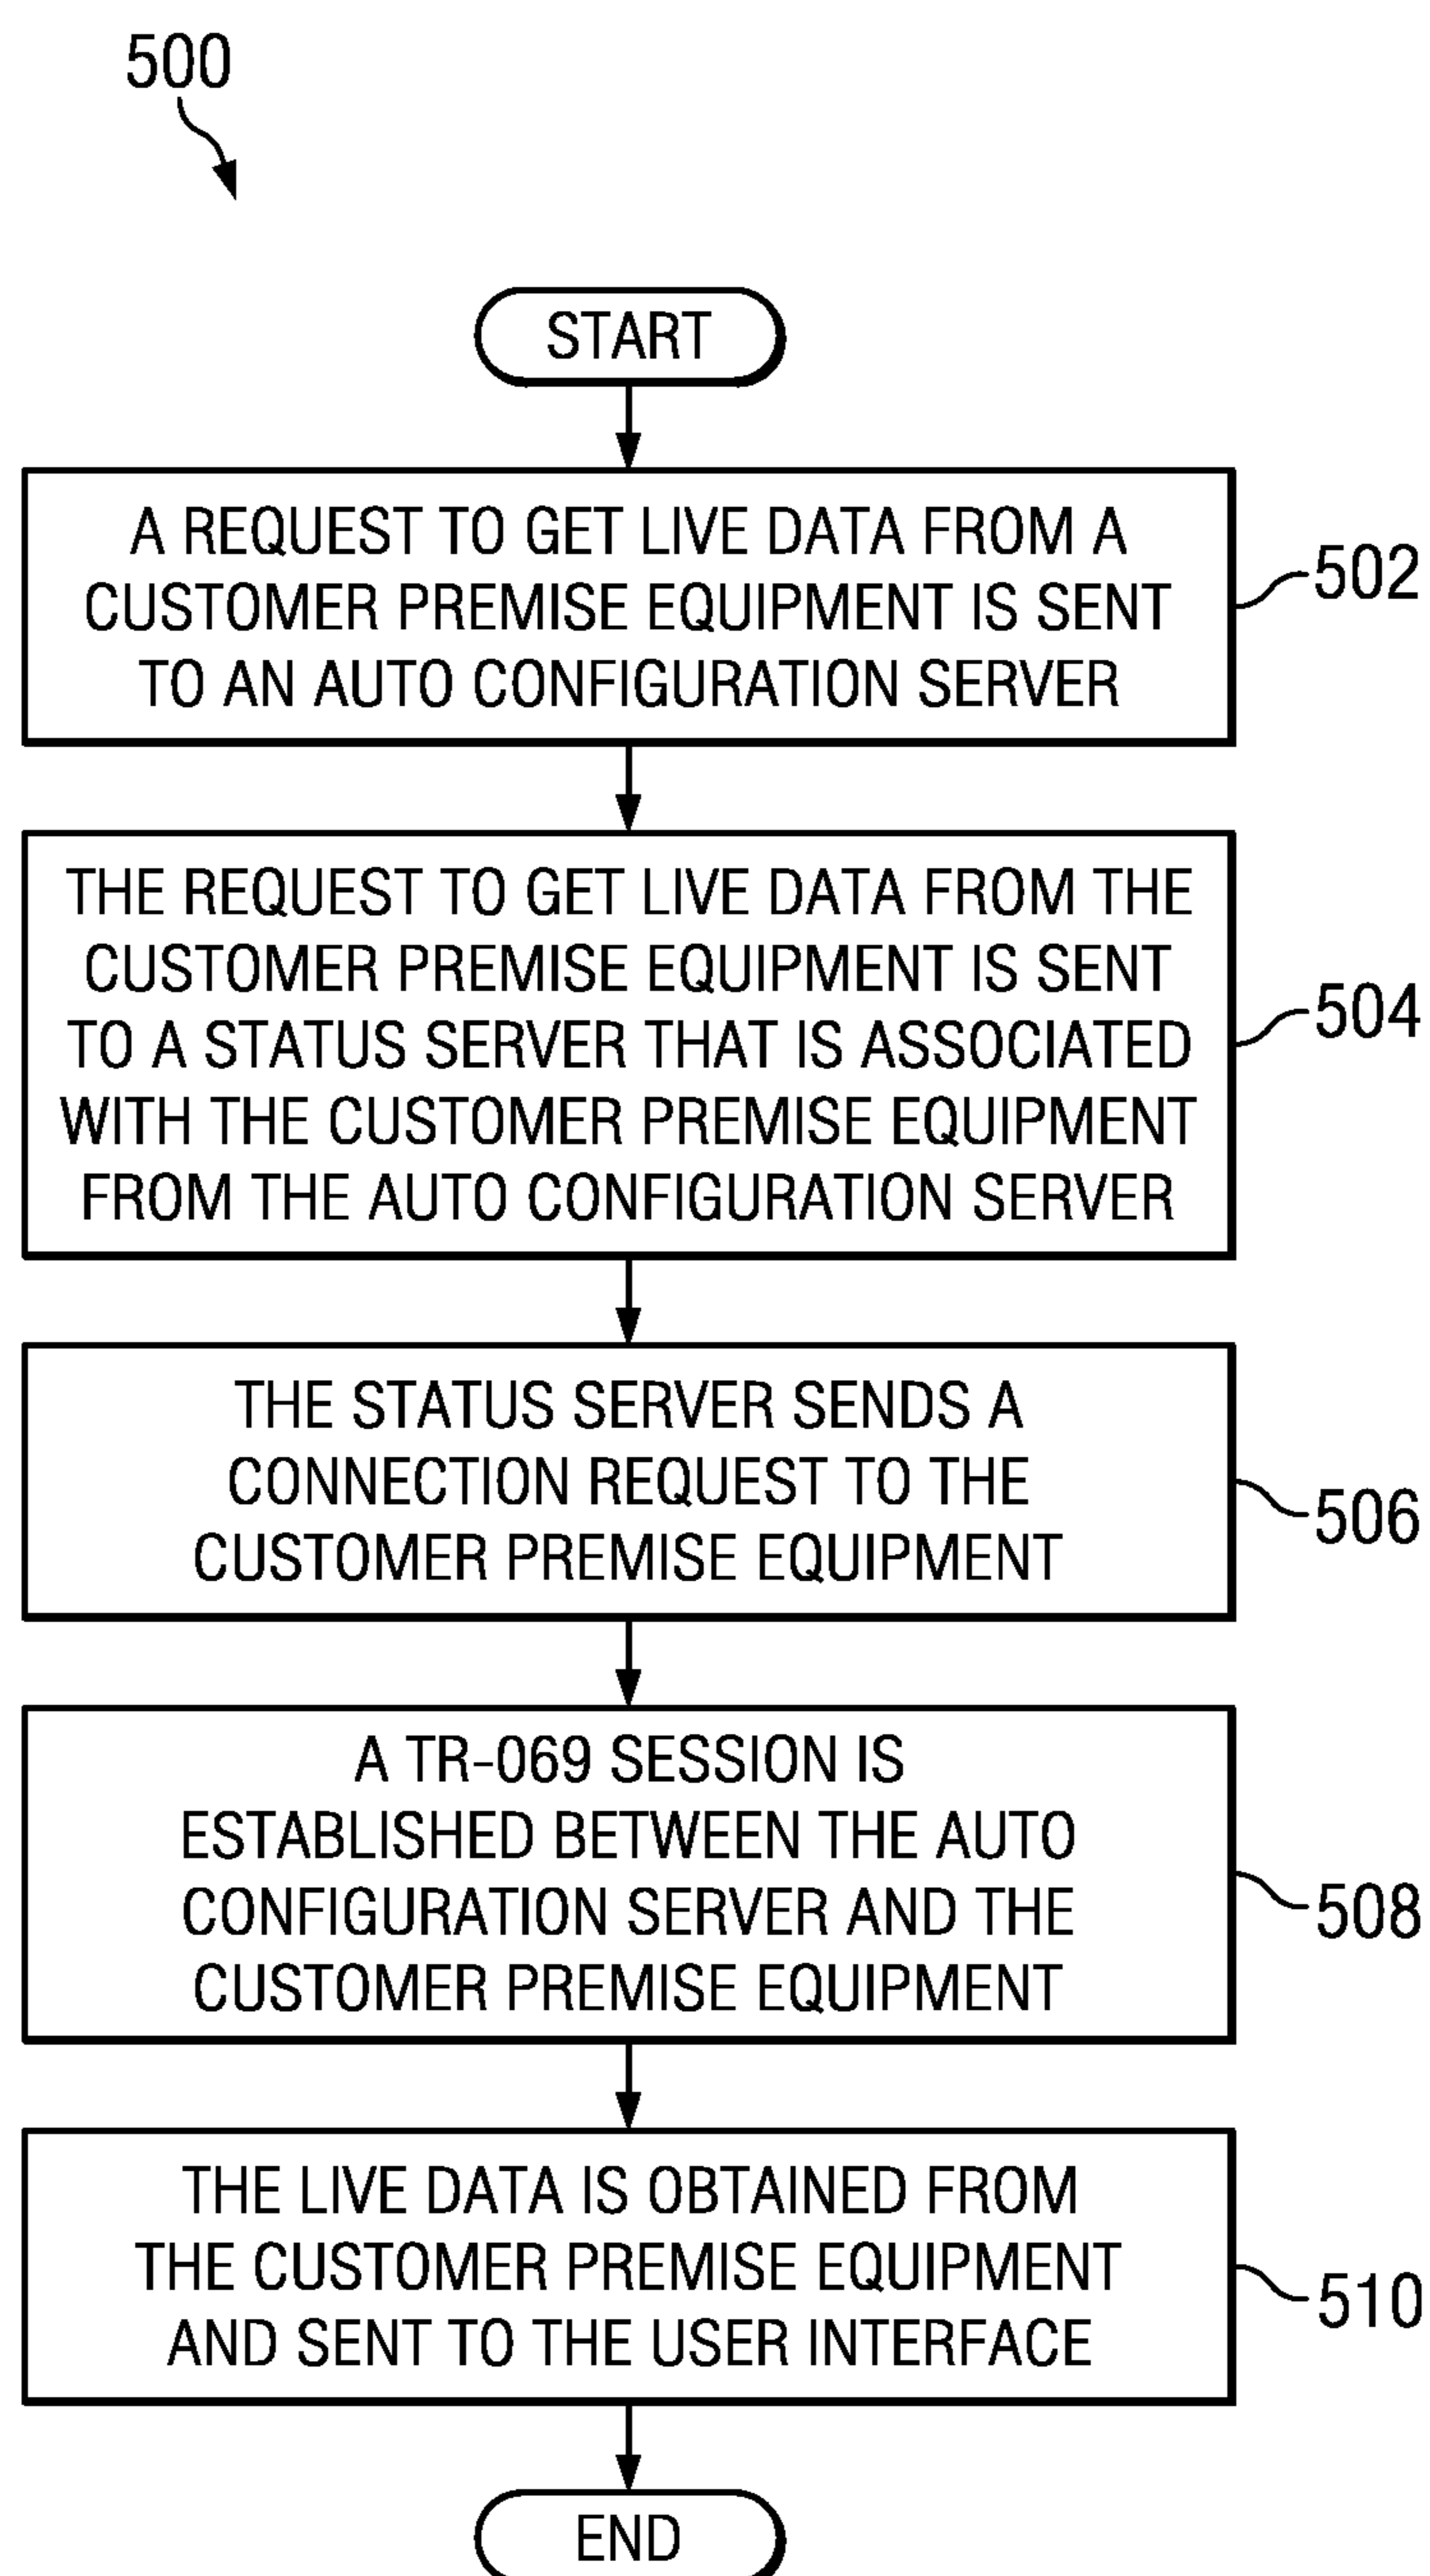 500
START
A REQUEST TO GET LIVE DATA FROM A
CUSTOMER PREMISE EQUIPMENT IS SENT
TO AN AUTO CONFIGURATION SERVER
502
THE REQUEST TO GET LIVE DATA FROM THE
CUSTOMER PREMISE EQUIPMENT IS SENT
TO A STATUS SERVER THAT IS ASSOCIATED
WITH THE CUSTOMER PREMISE EQUIPMENT
FROM THE AUTO CONFIGURATION SERVER
504
THE STATUS SERVER SENDS A
CONNECTION REQUEST TO THE
CUSTOMER PREMISE EQUIPMENT
506
A TR-069 SESSION IS
ESTABLISHED BETWEEN THE AUTO
CONFIGURATION SERVER AND THE
CUSTOMER PREMISE EQUIPMENT
508
THE LIVE DATA IS OBTAINED FROM
THE CUSTOMER PREMISE EQUIPMENT
AND SENT TO THE USER INTERFACE
510
END